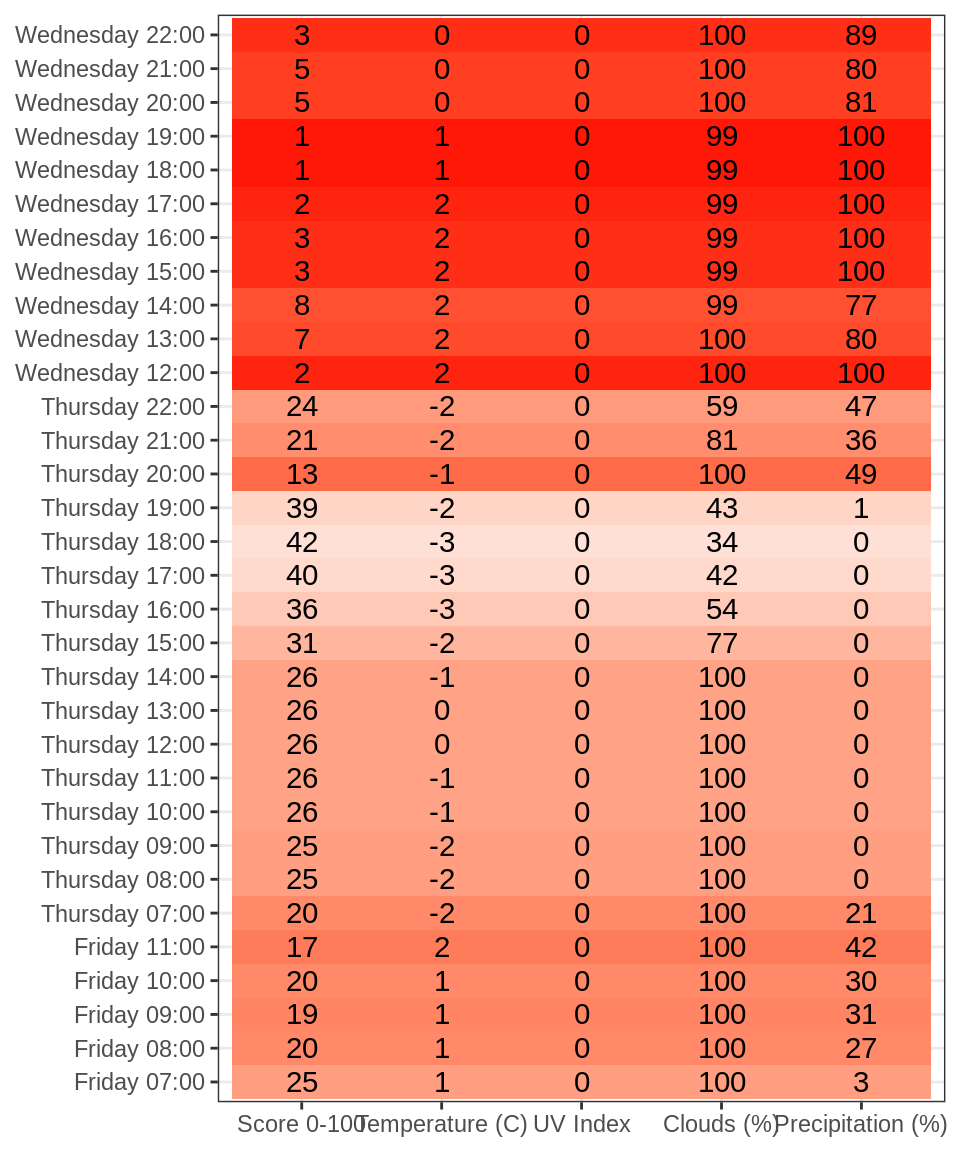 Wednesday 22:00 3 0 0 100 89
Wednesday 21:00 5 0 0 100 80
Wednesday 20:00 5 0 0 100 81
Wednesday 19:00 1 1 0 99 100
Wednesday 18:00 1 1 0 99 100
Wednesday 17:00 2 2 0 99 100
Wednesday 16:00 3 2 0 99 100
Wednesday 15:00 3 2 0 99 100
Wednesday 14:00 8 2 0 99 77
Wednesday 13:00 7 2 0 100 80
Wednesday 12:00 2 2 0 100 100
Thursday 22:00 24 -2 0 59 47
Thursday 21:00 21 -2 0 81 36
Thursday 20:00 13 -1 0 100 49
Thursday 19:00 39 -2 0 43 1
Thursday 18:00 42 -3 0 34 0
Thursday 17:00 40 -3 0 42 0
Thursday 16:00 36 -3 0 54 0
Thursday 15:00 31 -2 0 77 0
Thursday 14:00 26 -1 0 100 0
Thursday 13:00 26 0 0 100 0
Thursday 12:00 26 0 0 100 0
Thursday 11:00 26 -1 0 100 0
Thursday 10:00 26 -1 0 100 0
Thursday 09:00 25 -2 0 100 0
Thursday 08:00 25 -2 0 100 0
Thursday 07:00 20 -2 0 100 21
Friday 11:00 17 2 0 100 42
Friday 10:00 20 1 0 100 30
Friday 09:00 19 1 0 100 31
Friday 08:00 20 1 0 100 27
Friday 07:00 25 1 0 100 3
Score 0-100 Temperature (C) UV Index Clouds (%) Precipitation (%)